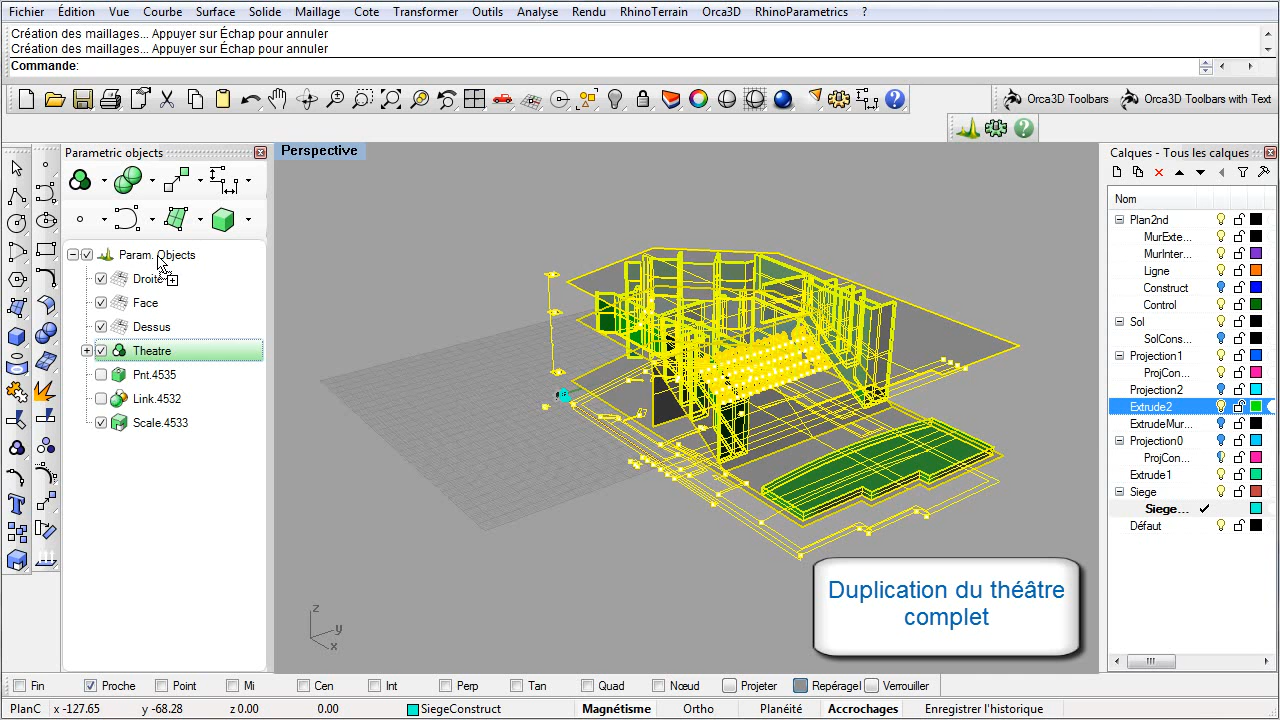 Fichier Édition Vue Courbe Surface Solide Maillage Cote Transformer Outils Analyse Rendu RhinoTerrain Orca3D RhinoParametrics ?
Création des maillages... Appuyer sur Échap pour annuler
Création des maillages... Appuyer sur Échap pour annuler
Commande:
Orca3D Toolbars Orca3D Toolbars with Text
Parametric objects
Perspective
Calques - Tous les calques
Nom
Param. Objects
Droite
Face
Dessus
Theatre
Pnt.4535
Link.4532
Scale.4533
Plan2nd
MurExte...
MurInter...
Ligne
Construct
Control
Sol
SolCons...
Projection1
ProjCon...
Projection2
Extrude2
ExtrudeMur...
Projection0
ProjCon...
Extrude1
Siege
Siege...
Défaut
z
y
x
Duplication du théâtre
complet
Fin Proche Point Mi Cen Int Perp Tan Quad Nœud Projeter Repéragel Verrouiller
PlanC x -127.65 y -68.28 z 0.00 0.00 SiegeConstruct Magnétisme Ortho Planéité Accrochages Enregistrer l'historique